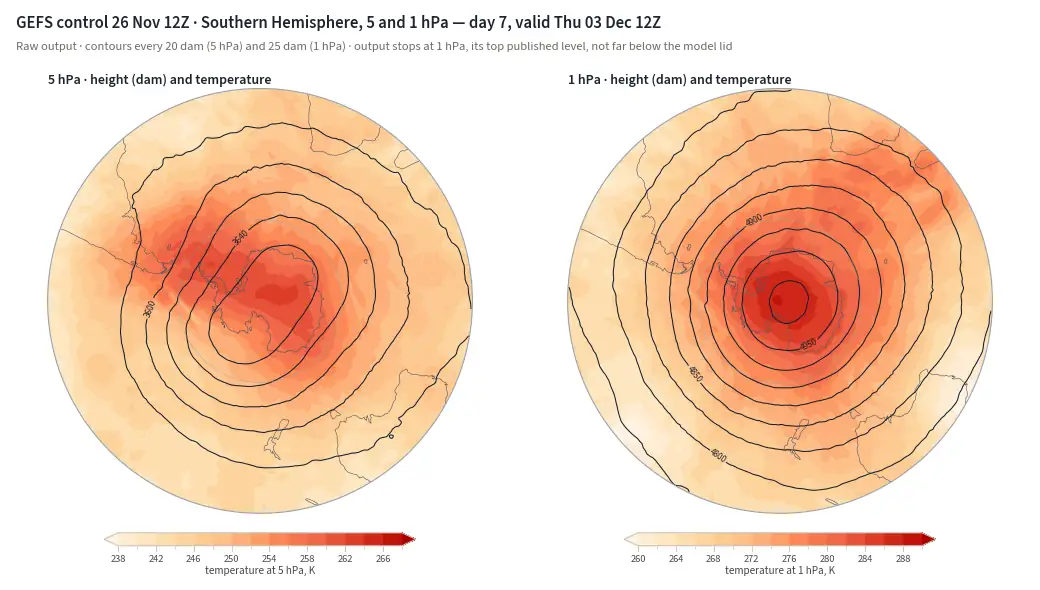 GEFS control 26 Nov 12Z · Southern Hemisphere, 5 and 1 hPa — day 7, valid Thu 03 Dec 12Z
Raw output · contours every 20 dam (5 hPa) and 25 dam (1 hPa) · output stops at 1 hPa, its top published level, not far below the model lid
5 hPa · height (dam) and temperature
1 hPa · height (dam) and temperature
3640
3600
4900
4950
4850
4800
238 242 246 250 254 258 262 266
temperature at 5 hPa, K
260 264 268 272 276 280 284 288
temperature at 1 hPa, K